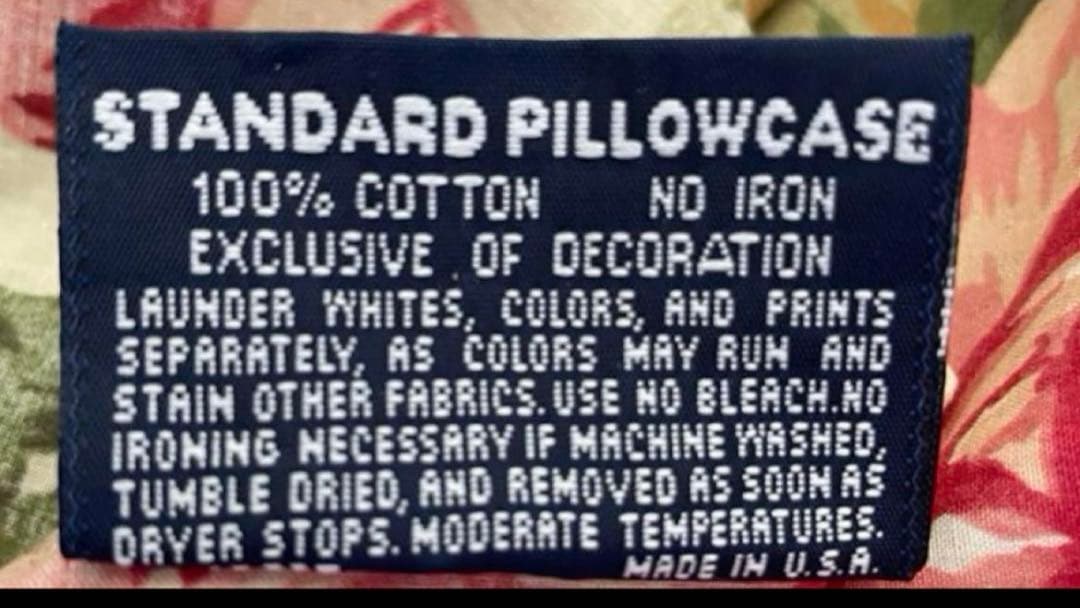 STANDARD PILLOWCASE
100% COTTON NO IRON
EXCLUSIVE OF DECORATION
LAUNDER WHITES, COLORS, AND PRINTS
SEPARATELY, AS COLORS MAY RUN AND
STAIN OTHER FABRICS. USE NO BLEACH. NO
IRONING NECESSARY IF MACHINE WASHED,
TUMBLE DRIED, AND REMOVED AS SOON AS
DRYER STOPS. MODERATE TEMPERATURES.
MADE IN U.S.A.